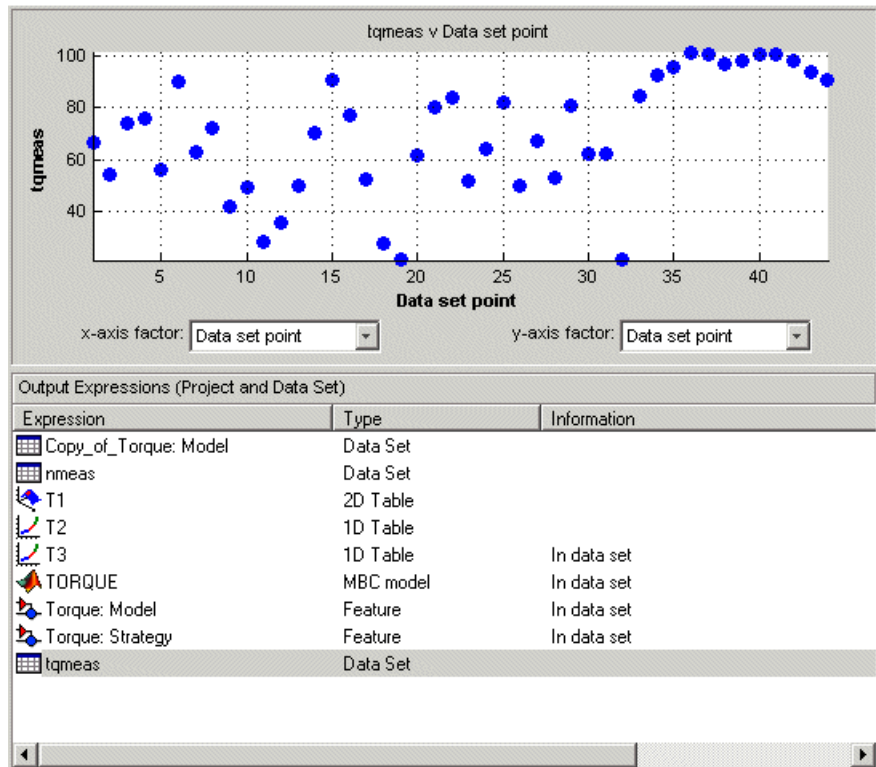 tqmeas v Data set point
100
80
60
40
tqmeas
5 10 15 20 25 30 35 40
Data set point
x-axis factor: Data set point y-axis factor: Data set point
Output Expressions (Project and Data Set)
Expression Type Information
Copy_of_Torque: Model Data Set
nmeas Data Set
T1 2D Table
T2 1D Table
T3 1D Table In data set
TORQUE MBC model In data set
Torque: Model Feature In data set
Torque: Strategy Feature In data set
tqmeas Data Set